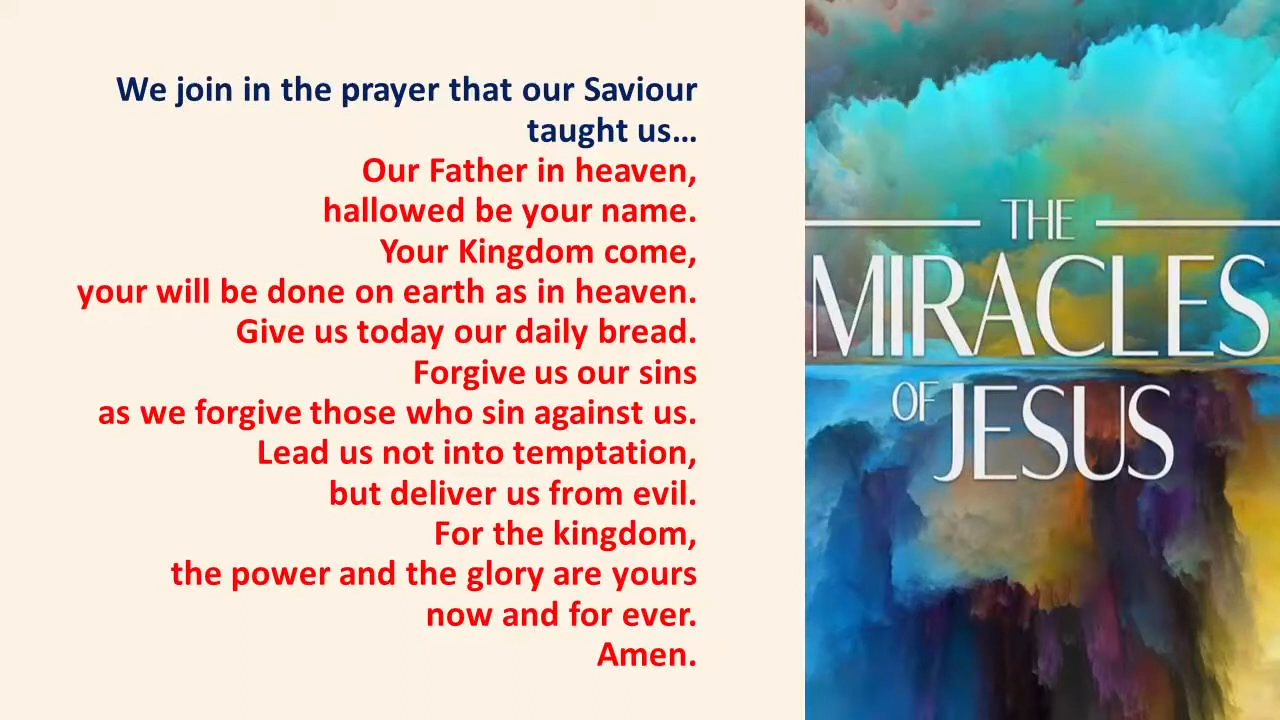 We join in the prayer that our Saviour
taught us…
Our Father in heaven,
hallowed be your name.
Your Kingdom come,
your will be done on earth as in heaven.
Give us today our daily bread.
Forgive us our sins
as we forgive those who sin against us.
Lead us not into temptation,
but deliver us from evil.
For the kingdom,
the power and the glory are yours
now and for ever.
Amen.
THE
MIRACLES
OF JESUS